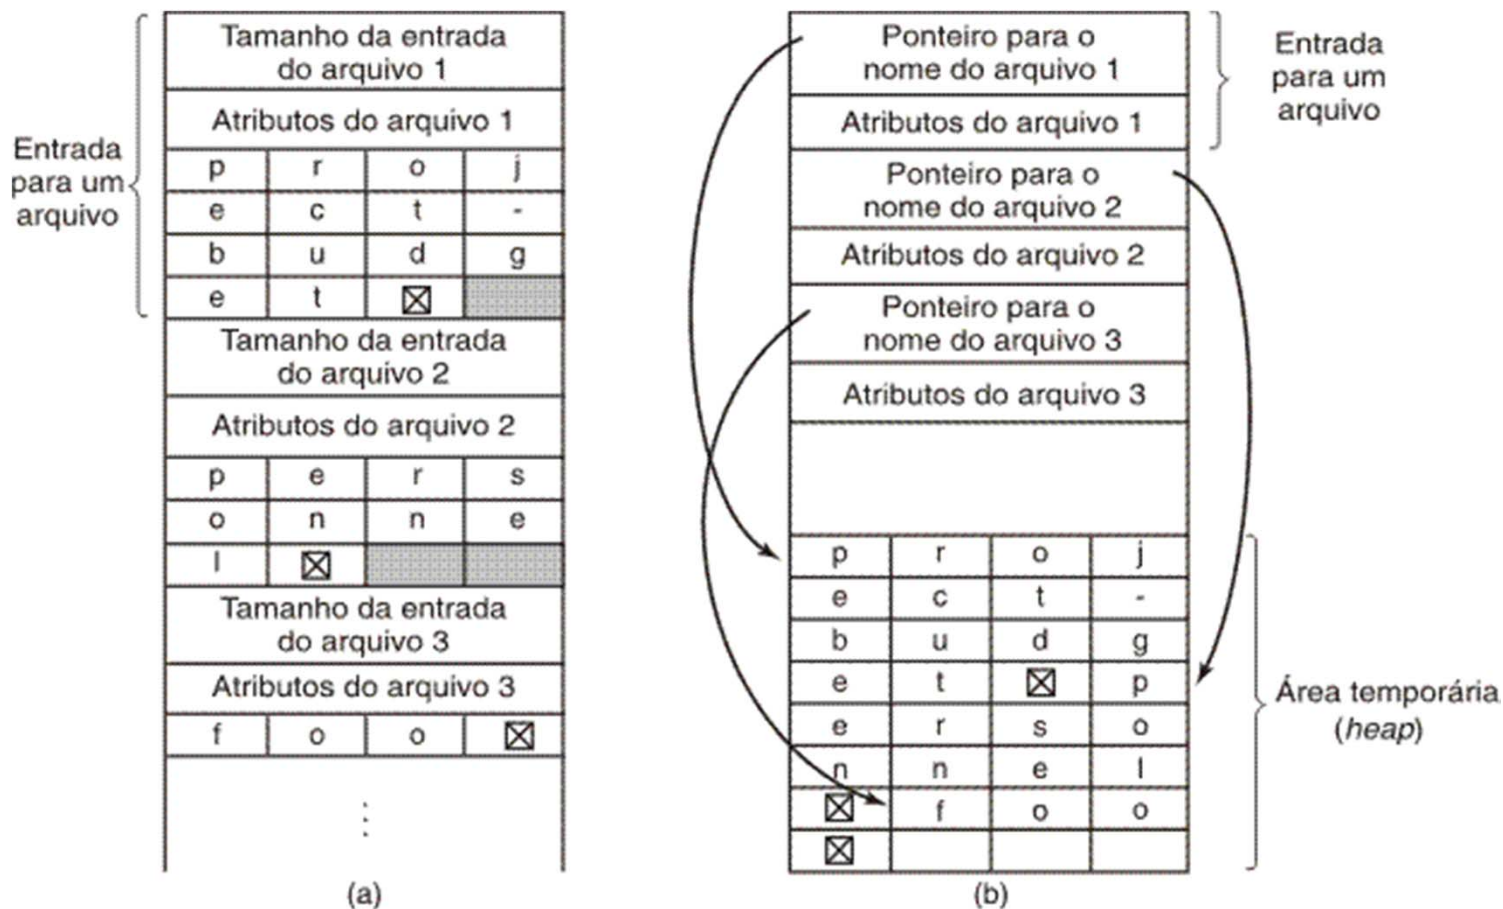 Entrada
para um
arquivo
Tamanho da entrada
do arquivo 1
Atributos do arquivo 1
p r o j
e c t -
b u d g
e t ☒
Tamanho da entrada
do arquivo 2
Atributos do arquivo 2
p e r s
o n n e
l ☒
Tamanho da entrada
do arquivo 3
Atributos do arquivo 3
f o o ☒
⋮
(a)
Ponteiro para o
nome do arquivo 1
Atributos do arquivo 1
Ponteiro para o
nome do arquivo 2
Atributos do arquivo 2
Ponteiro para o
nome do arquivo 3
Atributos do arquivo 3
p r o j
e c t -
b u d g
e t ☒ p
e r s o
n n e l
☒ f o o
☒
(b)
Entrada
para um
arquivo
Área temporária
(heap)